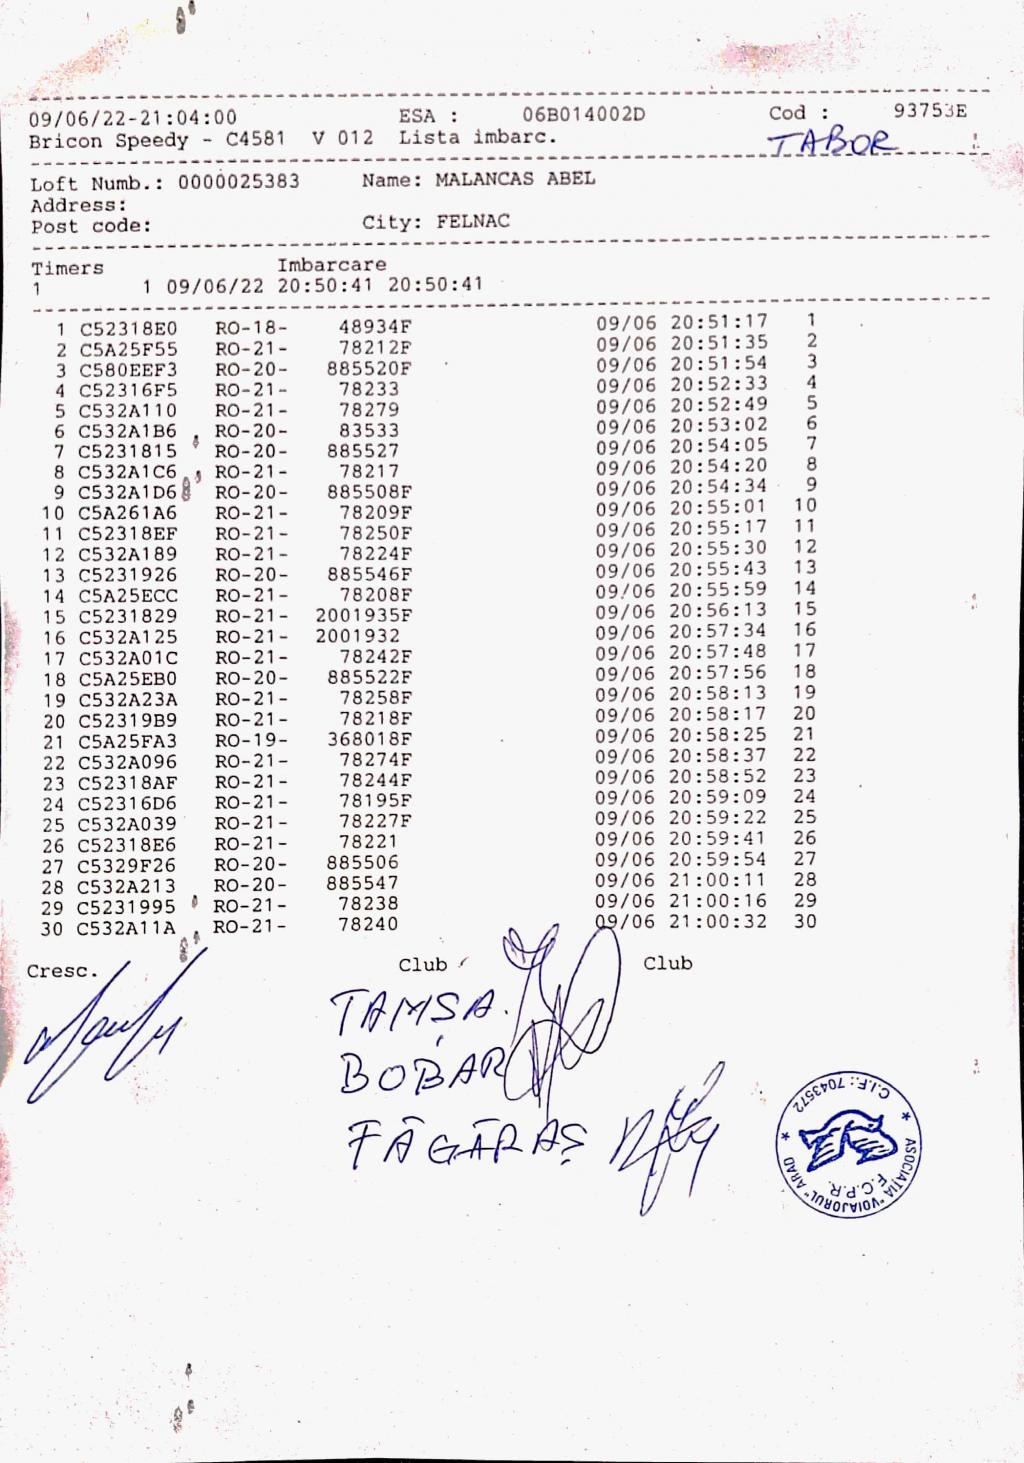 09/06/22-21:04:00 ESA : 06B014002D Cod : 93753E
Bricon Speedy - C4581 V 012 Lista imbarc.
TABOR
Loft Numb.: 0000025383 Name: MALANCAS ABEL
Address:
Post code: City: FELNAC
Timers Imbarcare
1 1 09/06/22 20:50:41 20:50:41
1 C52318E0 RO-18- 48934F 09/06 20:51:17 1
2 C5A25F55 RO-21- 78212F 09/06 20:51:35 2
3 C580EEF3 RO-20- 885520F 09/06 20:51:54 3
4 C52316F5 RO-21- 78233 09/06 20:52:33 4
5 C532A110 RO-21- 78279 09/06 20:52:49 5
6 C532A1B6 RO-20- 83533 09/06 20:53:02 6
7 C5231815 RO-20- 885527 09/06 20:54:05 7
8 C532A1C6 RO-21- 78217 09/06 20:54:20 8
9 C532A1D6 RO-20- 885508F 09/06 20:54:34 9
10 C5A261A6 RO-21- 78209F 09/06 20:55:01 10
11 C52318EF RO-21- 78250F 09/06 20:55:17 11
12 C532A189 RO-21- 78224F 09/06 20:55:30 12
13 C5231926 RO-20- 885546F 09/06 20:55:43 13
14 C5A25ECC RO-21- 78208F 09/06 20:55:59 14
15 C5231829 RO-21- 2001935F 09/06 20:56:13 15
16 C532A125 RO-21- 2001932 09/06 20:57:34 16
17 C532A01C RO-21- 78242F 09/06 20:57:48 17
18 C5A25EB0 RO-20- 885522F 09/06 20:57:56 18
19 C532A23A RO-21- 78258F 09/06 20:58:13 19
20 C52319B9 RO-21- 78218F 09/06 20:58:17 20
21 C5A25FA3 RO-19- 368018F 09/06 20:58:25 21
22 C532A096 RO-21- 78274F 09/06 20:58:37 22
23 C52318AF RO-21- 78244F 09/06 20:58:52 23
24 C52316D6 RO-21- 78195F 09/06 20:59:09 24
25 C532A039 RO-21- 78227F 09/06 20:59:22 25
26 C52318E6 RO-21- 78221 09/06 20:59:41 26
27 C5329F26 RO-20- 885506 09/06 20:59:54 27
28 C532A213 RO-20- 885547 09/06 21:00:11 28
29 C5231995 RO-21- 78238 09/06 21:00:16 29
30 C532A11A RO-21- 78240 09/06 21:00:32 30
Cresc. Club Club
TAMȘA
BOBAR
FĂGĂRAȘ
ASOCIAȚIA "VOIAJORUL" ARAD
F.C.P.R.
C.I.F.: 7043572